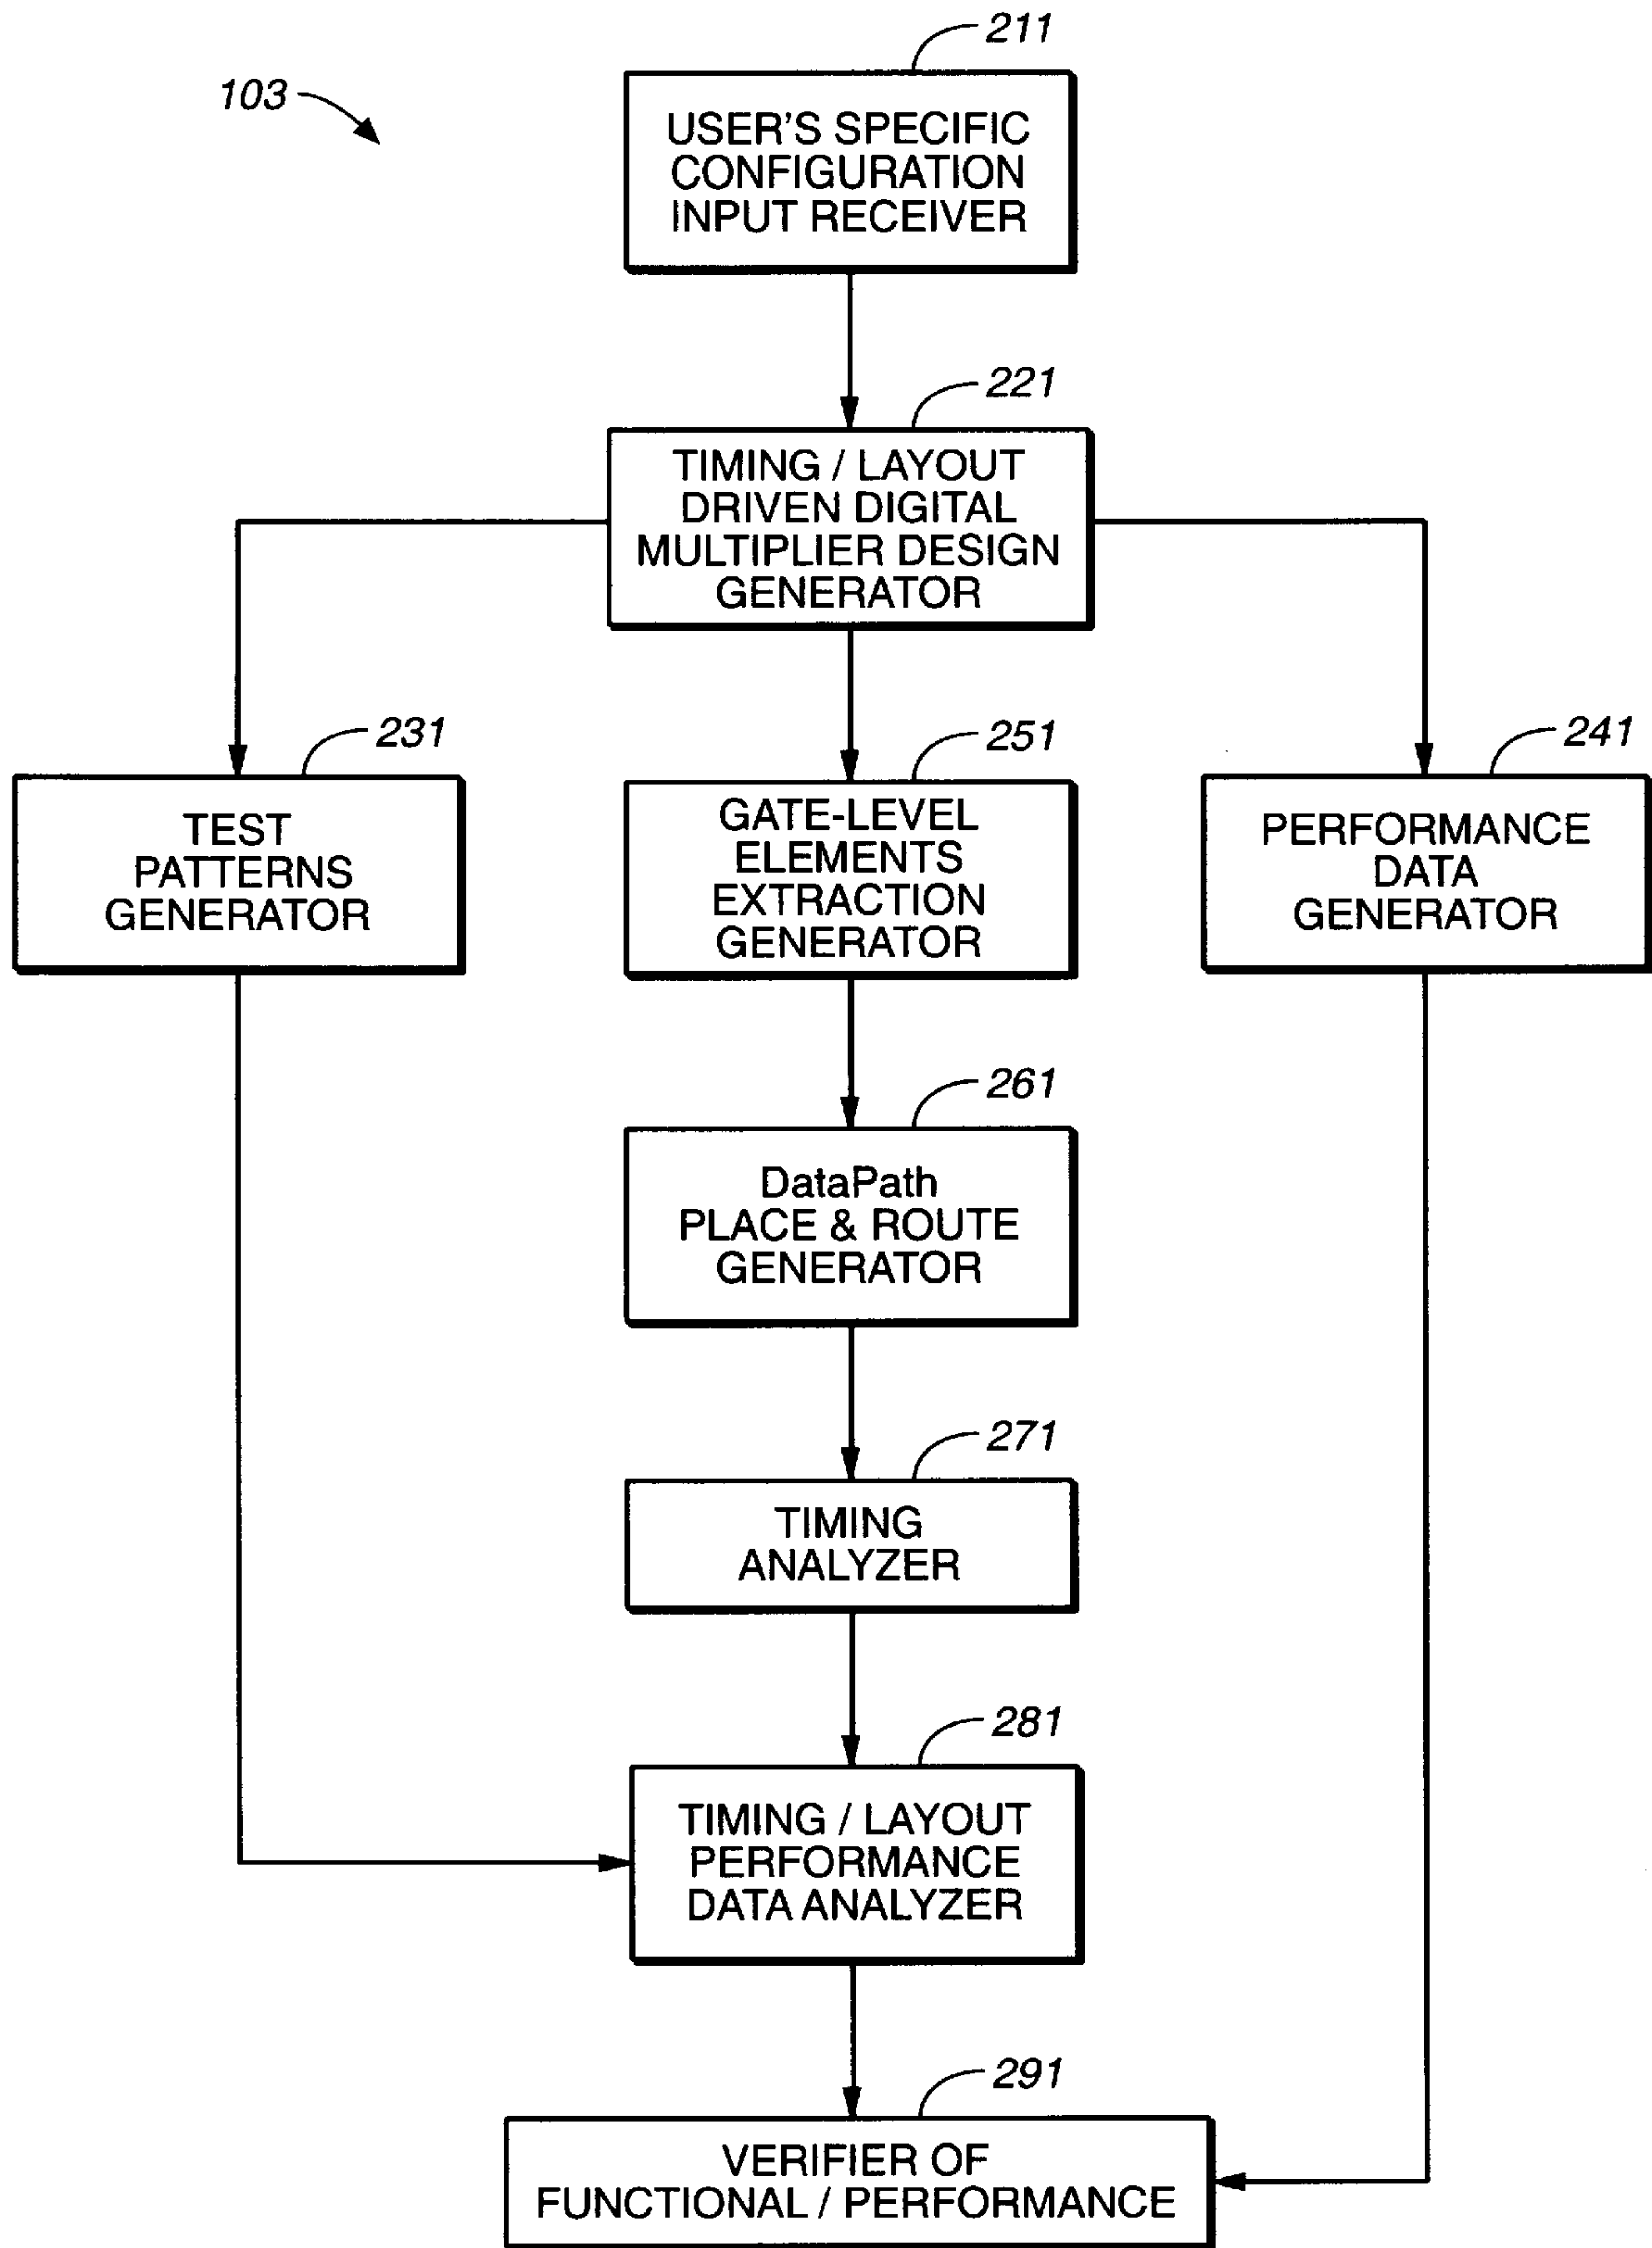 211
103
USER'S SPECIFIC
CONFIGURATION
INPUT RECEIVER
221
TIMING / LAYOUT
DRIVEN DIGITAL
MULTIPLIER DESIGN
GENERATOR
231
TEST
PATTERNS
GENERATOR
251
GATE-LEVEL
ELEMENTS
EXTRACTION
GENERATOR
241
PERFORMANCE
DATA
GENERATOR
261
DataPath
PLACE & ROUTE
GENERATOR
271
TIMING
ANALYZER
281
TIMING / LAYOUT
PERFORMANCE
DATA ANALYZER
291
VERIFIER OF
FUNCTIONAL / PERFORMANCE